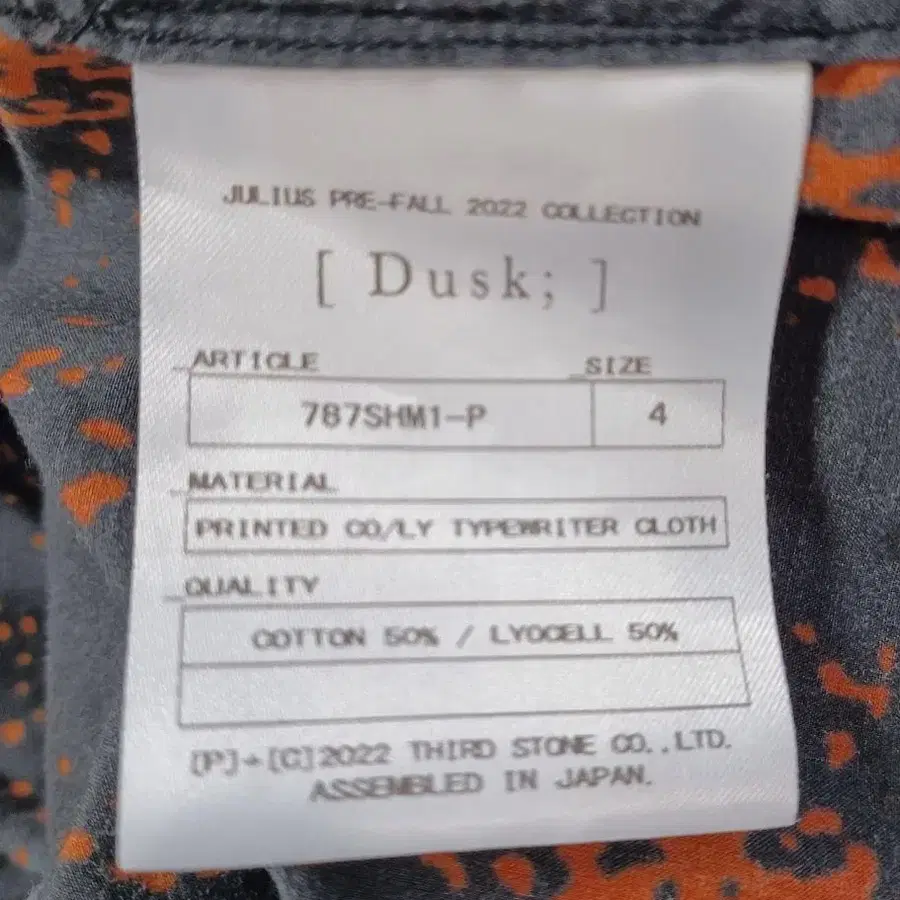 JULIUS PRE-FALL 2022 COLLECTION
[ Dusk; ]
_ARTICLE _SIZE
787SHM1-P 4
_MATERIAL
PRINTED CO/LY TYPEWRITER CLOTH
_QUALITY
COTTON 50% / LYOCELL 50%
[P]+[C]2022 THIRD STONE CO.,LTD.
ASSEMBLED IN JAPAN.